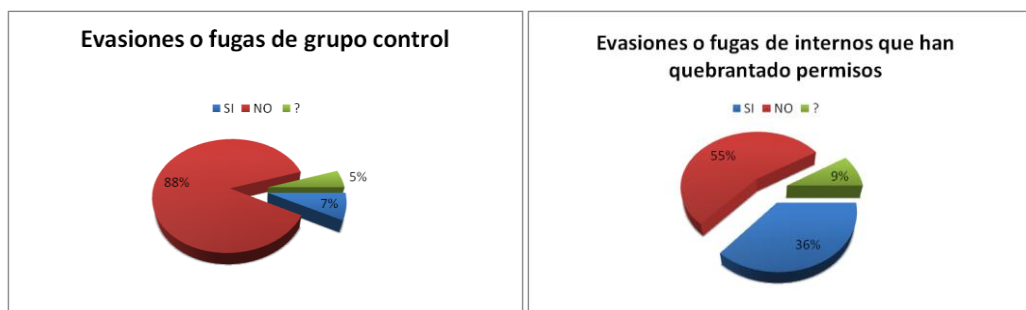 Evasiones o fugas de grupo control
SI NO ?
88%
5%
7%
Evasiones o fugas de internos que han
quebrantado permisos
SI NO ?
55%
9%
36%